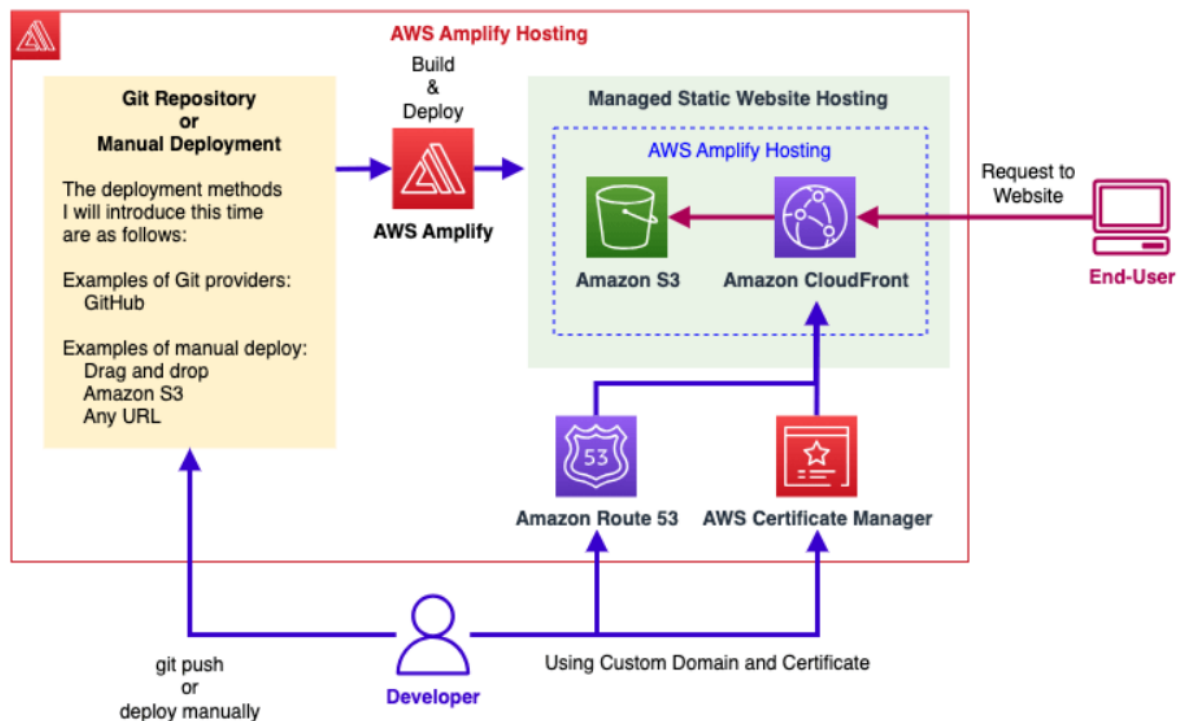 AWS Amplify Hosting
Build
&
Deploy
Git Repository
or
Manual Deployment
The deployment methods
I will introduce this time
are as follows:
Examples of Git providers:
GitHub
Examples of manual deploy:
Drag and drop
Amazon S3
Any URL
AWS Amplify
Managed Static Website Hosting
AWS Amplify Hosting
Amazon S3
Amazon CloudFront
Request to
Website
End-User
53
Amazon Route 53
AWS Certificate Manager
git push
or
deploy manually
Developer
Using Custom Domain and Certificate